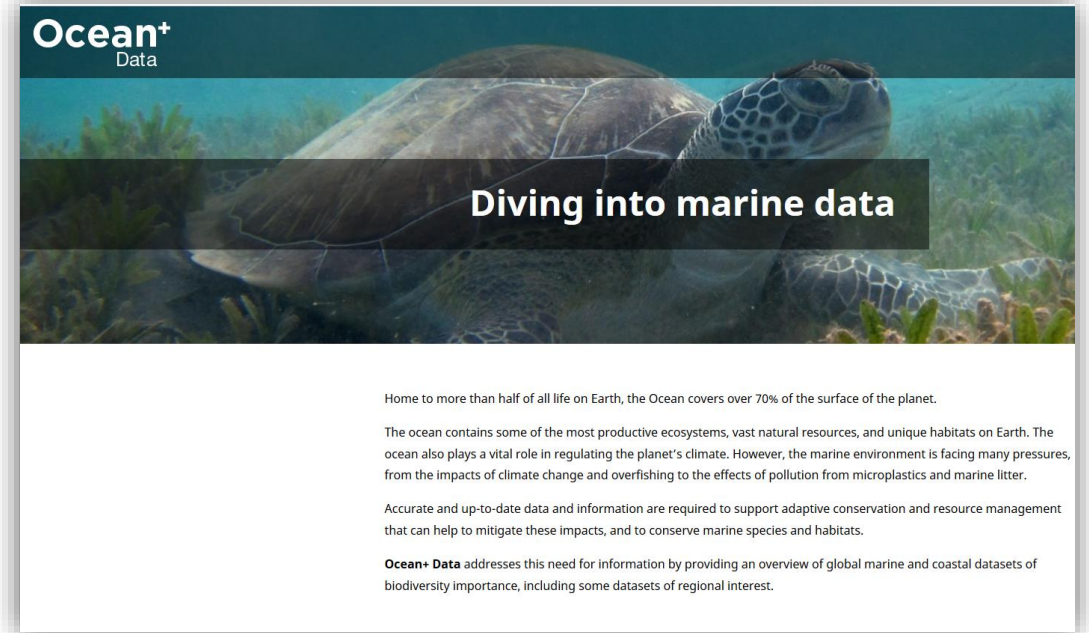 Ocean+
Data
Diving into marine data
Home to more than half of all life on Earth, the Ocean covers over 70% of the surface of the planet.
The ocean contains some of the most productive ecosystems, vast natural resources, and unique habitats on Earth. The
ocean also plays a vital role in regulating the planet's climate. However, the marine environment is facing many pressures,
from the impacts of climate change and overfishing to the effects of pollution from microplastics and marine litter.
Accurate and up-to-date data and information are required to support adaptive conservation and resource management
that can help to mitigate these impacts, and to conserve marine species and habitats.
Ocean+ Data addresses this need for information by providing an overview of global marine and coastal datasets of
biodiversity importance, including some datasets of regional interest.